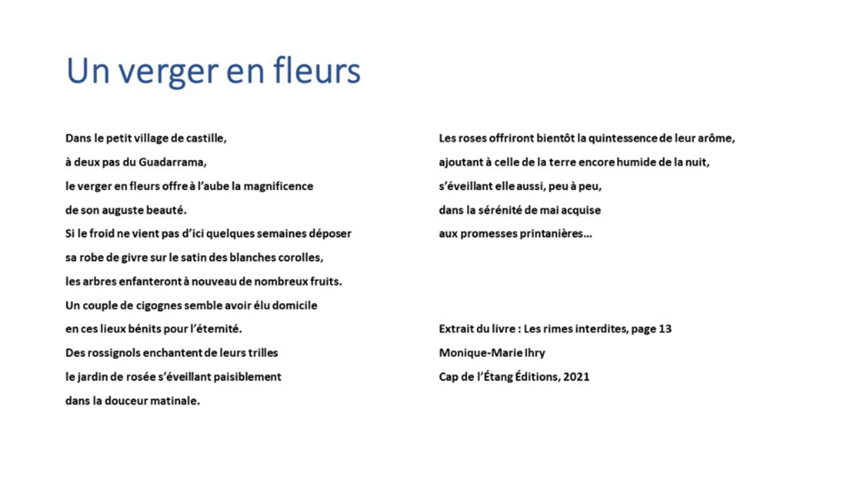 Un verger en fleurs
Dans le petit village de castille,
à deux pas du Guadarrama,
le verger en fleurs offre à l’aube la magnificence
de son auguste beauté.
Si le froid ne vient pas d’ici quelques semaines déposer
sa robe de givre sur le satin des blanches corolles,
les arbres enfanteront à nouveau de nombreux fruits.
Un couple de cigognes semble avoir élu domicile
en ces lieux bénits pour l’éternité.
Des rossignols enchantent de leurs trilles
le jardin de rosée s’éveillant paisiblement
dans la douceur matinale.
Les roses offriront bientôt la quintessence de leur arôme,
ajoutant à celle de la terre encore humide de la nuit,
s’éveillant elle aussi, peu à peu,
dans la sérénité de mai acquise
aux promesses printanières…
Extrait du livre : Les rimes interdites, page 13
Monique-Marie Ihry
Cap de l’Étang Éditions, 2021